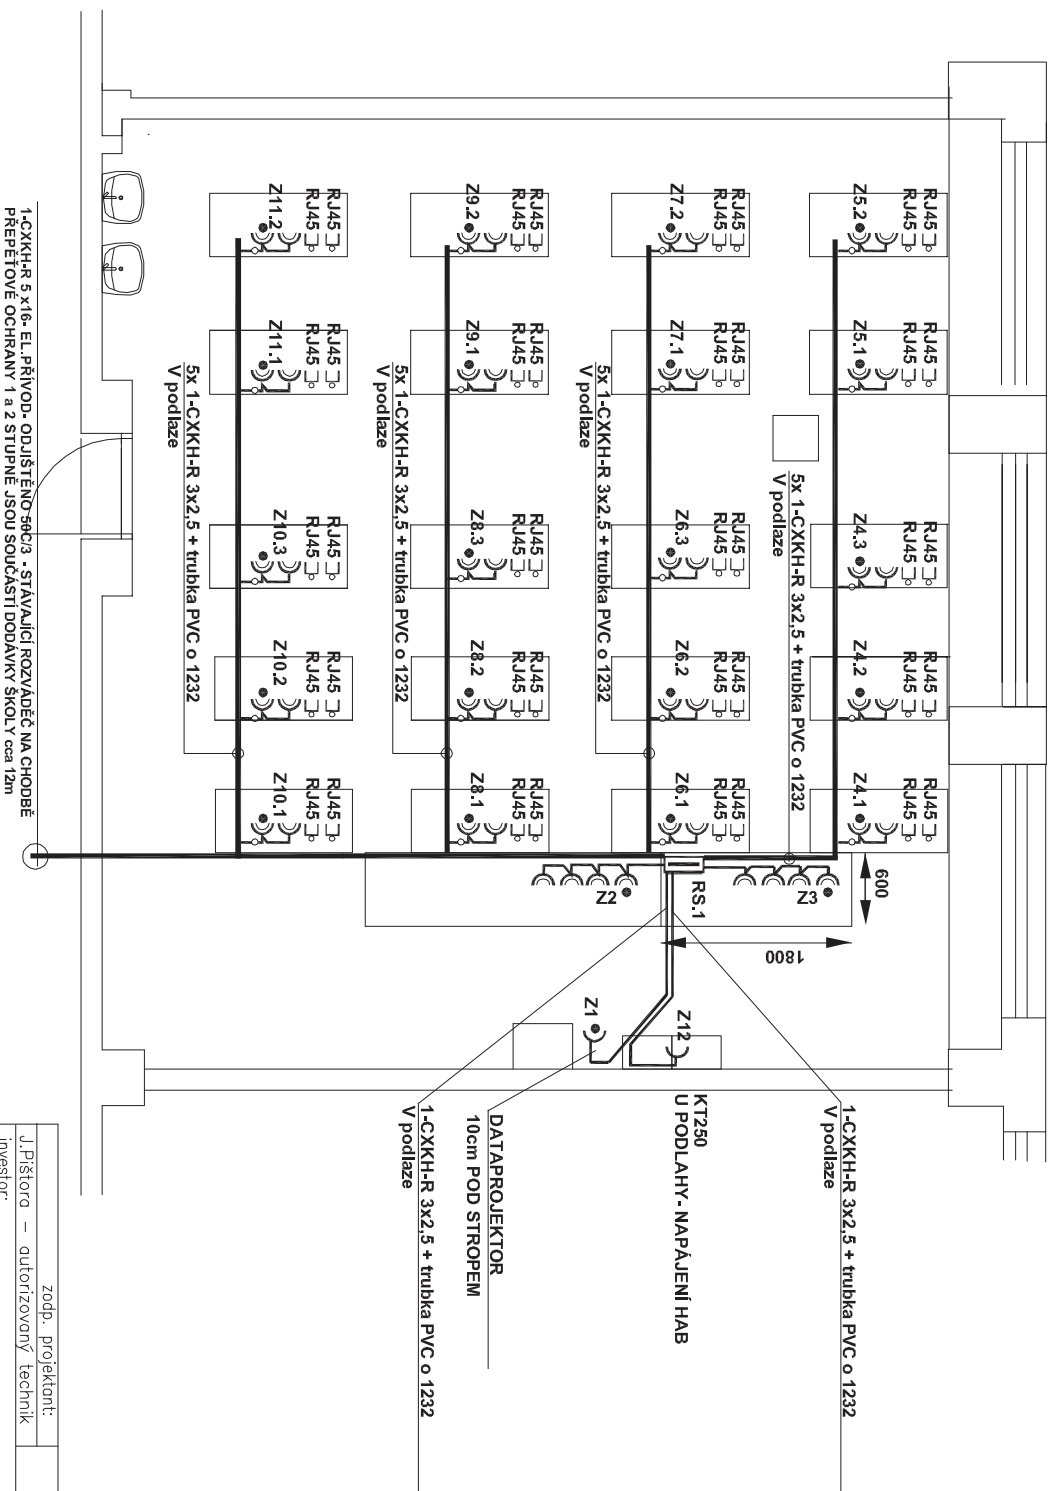 Z5.2
RJ45
RJ45
Z5.1
RJ45
RJ45
Z4.3
RJ45
RJ45
Z4.2
RJ45
RJ45
Z4.1
RJ45
RJ45
5x 1-CXKH-R 3x2,5 + trubka PVC o 1232
V podlaze
Z7.2
RJ45
RJ45
Z7.1
RJ45
RJ45
Z6.3
RJ45
RJ45
Z6.2
RJ45
RJ45
Z6.1
RJ45
RJ45
5x 1-CXKH-R 3x2,5 + trubka PVC o 1232
V podlaze
Z9.2
RJ45
RJ45
Z9.1
RJ45
RJ45
Z8.3
RJ45
RJ45
Z8.2
RJ45
RJ45
Z8.1
RJ45
RJ45
5x 1-CXKH-R 3x2,5 + trubka PVC o 1232
V podlaze
Z11.2
RJ45
RJ45
Z11.1
RJ45
RJ45
Z10.3
RJ45
RJ45
Z10.2
RJ45
RJ45
Z10.1
RJ45
RJ45
5x 1-CXKH-R 3x2,5 + trubka PVC o 1232
V podlaze
1-CXKH-R 5 x16- EL.PŘÍVOD- ODJIŠTĚNO 50C/3 - STÁVAJÍCÍ ROZVÁDĚČ NA CHODBĚ
PŘEPĚŤOVÉ OCHRANY 1 a 2 STUPNĚ JSOU SOUČÁSTÍ DODÁVKY ŠKOLY cca 12m
600
1800
Z3
RS.1
Z2
Z12
Z1
1-CXKH-R 3x2,5 + trubka PVC o 1232
V podlaze
KT250
U PODLAHY- NAPÁJENÍ HAB
DATAPROJEKTOR
10cm POD STROPEM
1-CXKH-R 3x2,5 + trubka PVC o 1232
V podlaze
zodp. projektant:
J.Pištora – autorizovaný technik
investor: